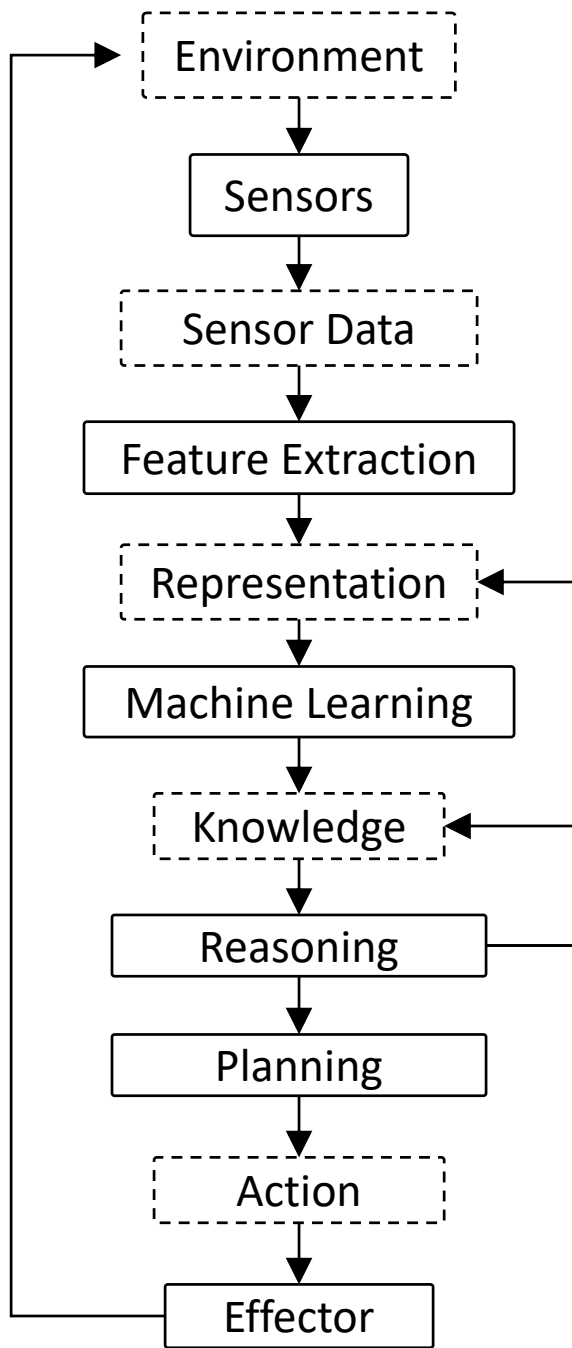 Environment
Sensors
Sensor Data
Feature Extraction
Representation
Machine Learning
Knowledge
Reasoning
Planning
Action
Effector